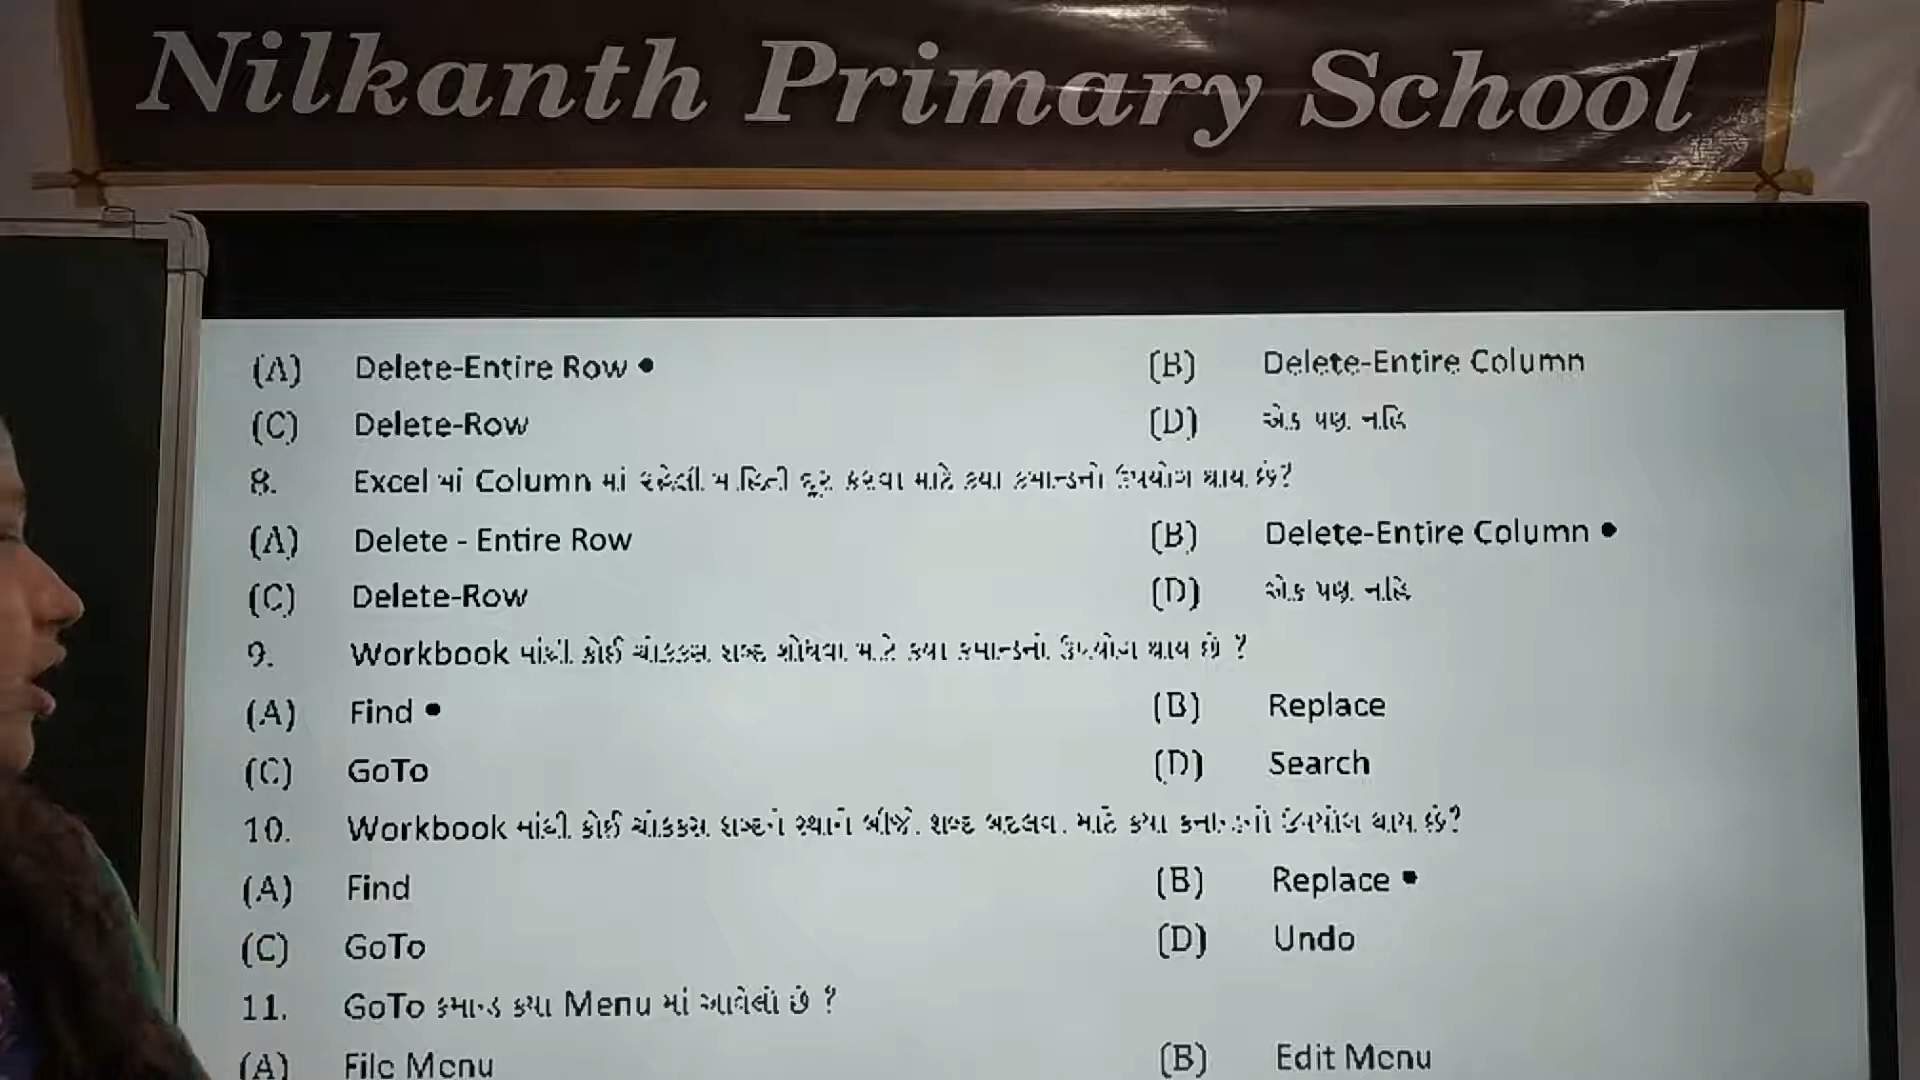 Nilkanth Primary School
(A) Delete-Entire Row • (B) Delete-Entire Column
(C) Delete-Row (D) એક પણ નહિ
8. Excel માં Column માં રહેલી માહિતી દૂર કરવા માટે કયા કમાન્ડનો ઉપયોગ થાય છે?
(A) Delete - Entire Row (B) Delete-Entire Column •
(C) Delete-Row (D) એક પણ નહિ
9. Workbook માંથી કોઈ ચોક્કસ શબ્દ શોધવા માટે કયા કમાન્ડનો ઉપયોગ થાય છે ?
(A) Find • (B) Replace
(C) GoTo (D) Search
10. Workbook માંથી કોઈ ચોક્કસ શબ્દને સ્થાને બીજો શબ્દ બદલવા માટે કયા કમાન્ડનો ઉપયોગ થાય છે?
(A) Find (B) Replace •
(C) GoTo (D) Undo
11. GoTo કમાન્ડ કયા Menu માં આવેલો છે ?
(A) File Menu (B) Edit Menu